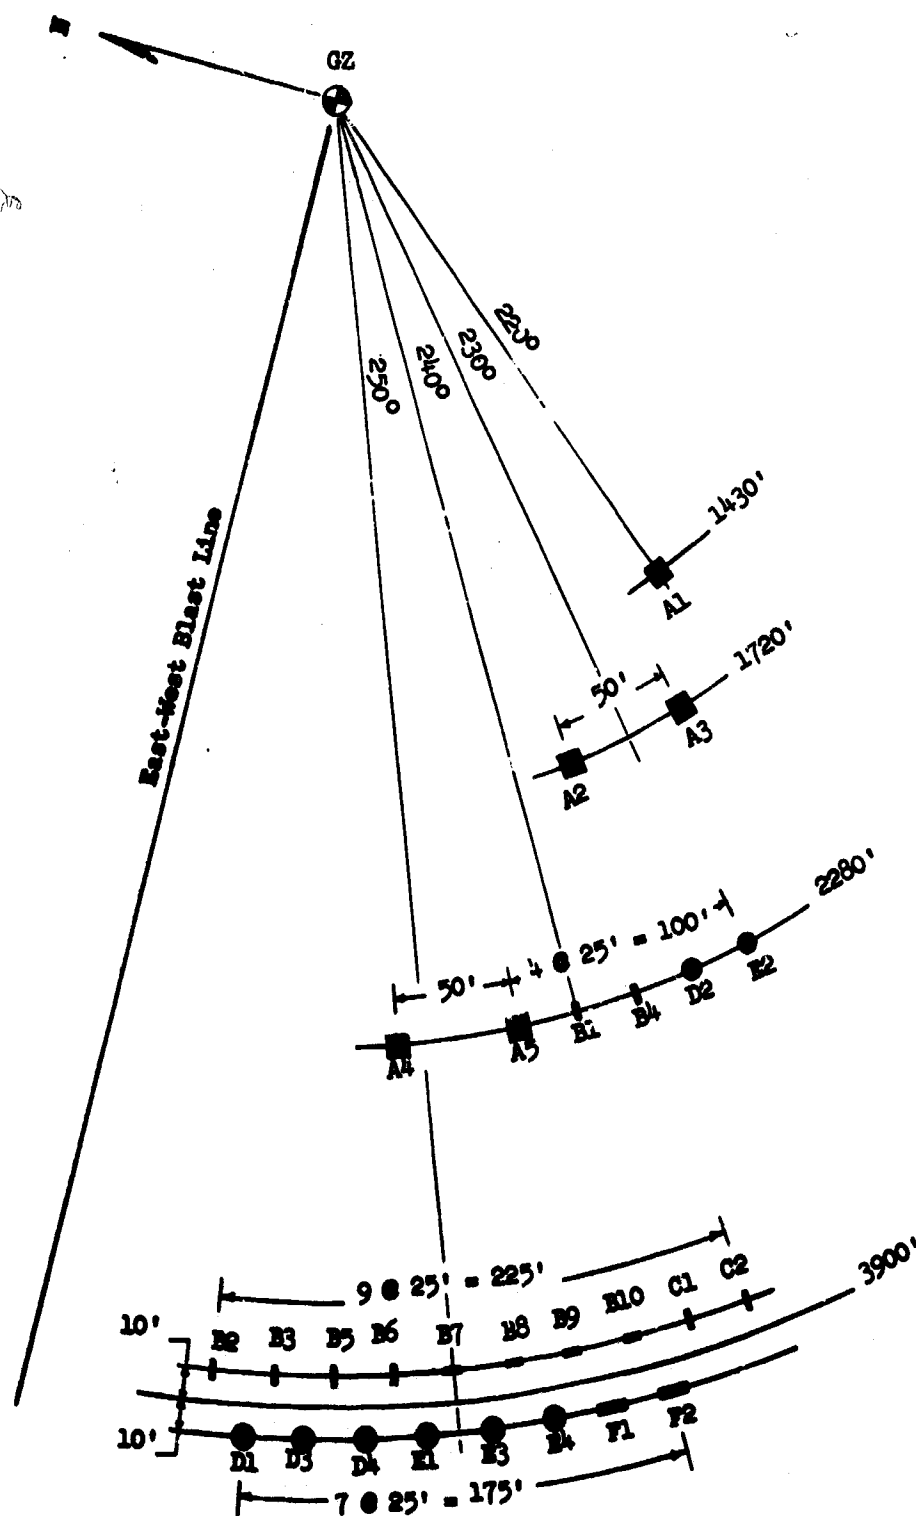 GZ
220°
230°
240°
250°
East-West Blast Line
1430'
A1
1720'
50'
A3
A2
2280'
4 @ 25' = 100'
50'
E2
D2
B4
B1
A5
A4
9 @ 25' = 225'
3900'
10'
B2 B3 B5 B6 B7 B8 B9 B10 C1 C2
10'
D1 D3 D4 E1 E3 E4 F1 F2
7 @ 25' = 175'